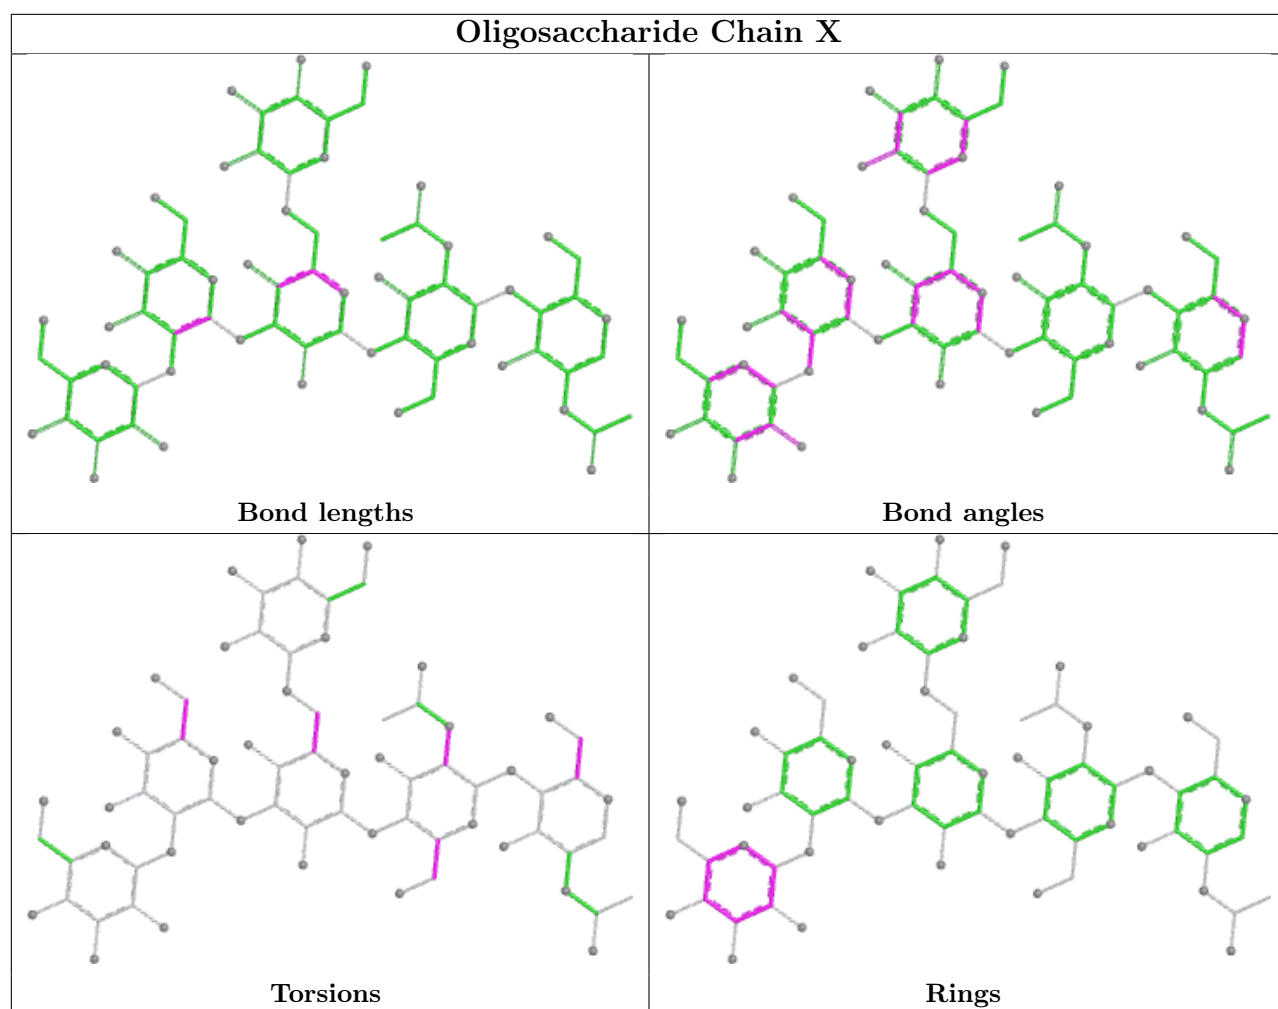 Oligosaccharide Chain X
Bond lengths
Bond angles
Torsions
Rings